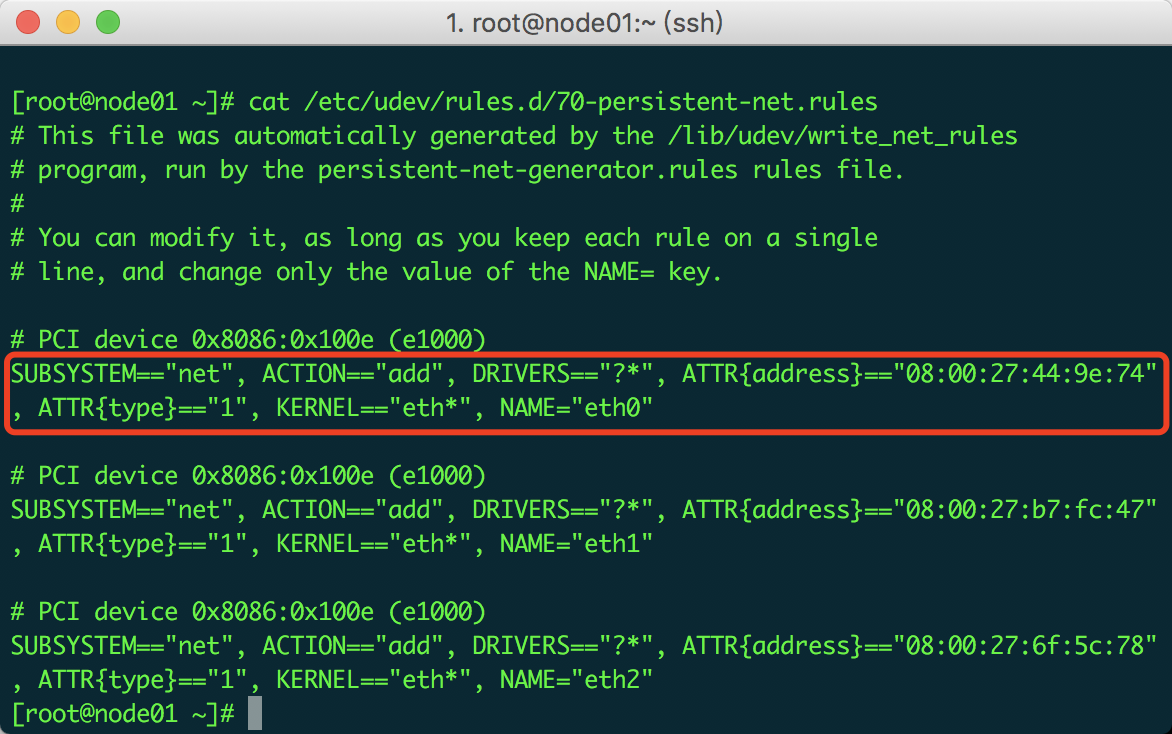 1. root@node01:~ (ssh)
[root@node01 ~]# cat /etc/udev/rules.d/70-persistent-net.rules
# This file was automatically generated by the /lib/udev/write_net_rules
# program, run by the persistent-net-generator.rules rules file.
#
# You can modify it, as long as you keep each rule on a single
# line, and change only the value of the NAME= key.
# PCI device 0x8086:0x100e (e1000)
SUBSYSTEM=="net", ACTION=="add", DRIVERS=="?*", ATTR{address}=="08:00:27:44:9e:74"
, ATTR{type}=="1", KERNEL=="eth*", NAME="eth0"
# PCI device 0x8086:0x100e (e1000)
SUBSYSTEM=="net", ACTION=="add", DRIVERS=="?*", ATTR{address}=="08:00:27:b7:fc:47"
, ATTR{type}=="1", KERNEL=="eth*", NAME="eth1"
# PCI device 0x8086:0x100e (e1000)
SUBSYSTEM=="net", ACTION=="add", DRIVERS=="?*", ATTR{address}=="08:00:27:6f:5c:78"
, ATTR{type}=="1", KERNEL=="eth*", NAME="eth2"
[root@node01 ~]#